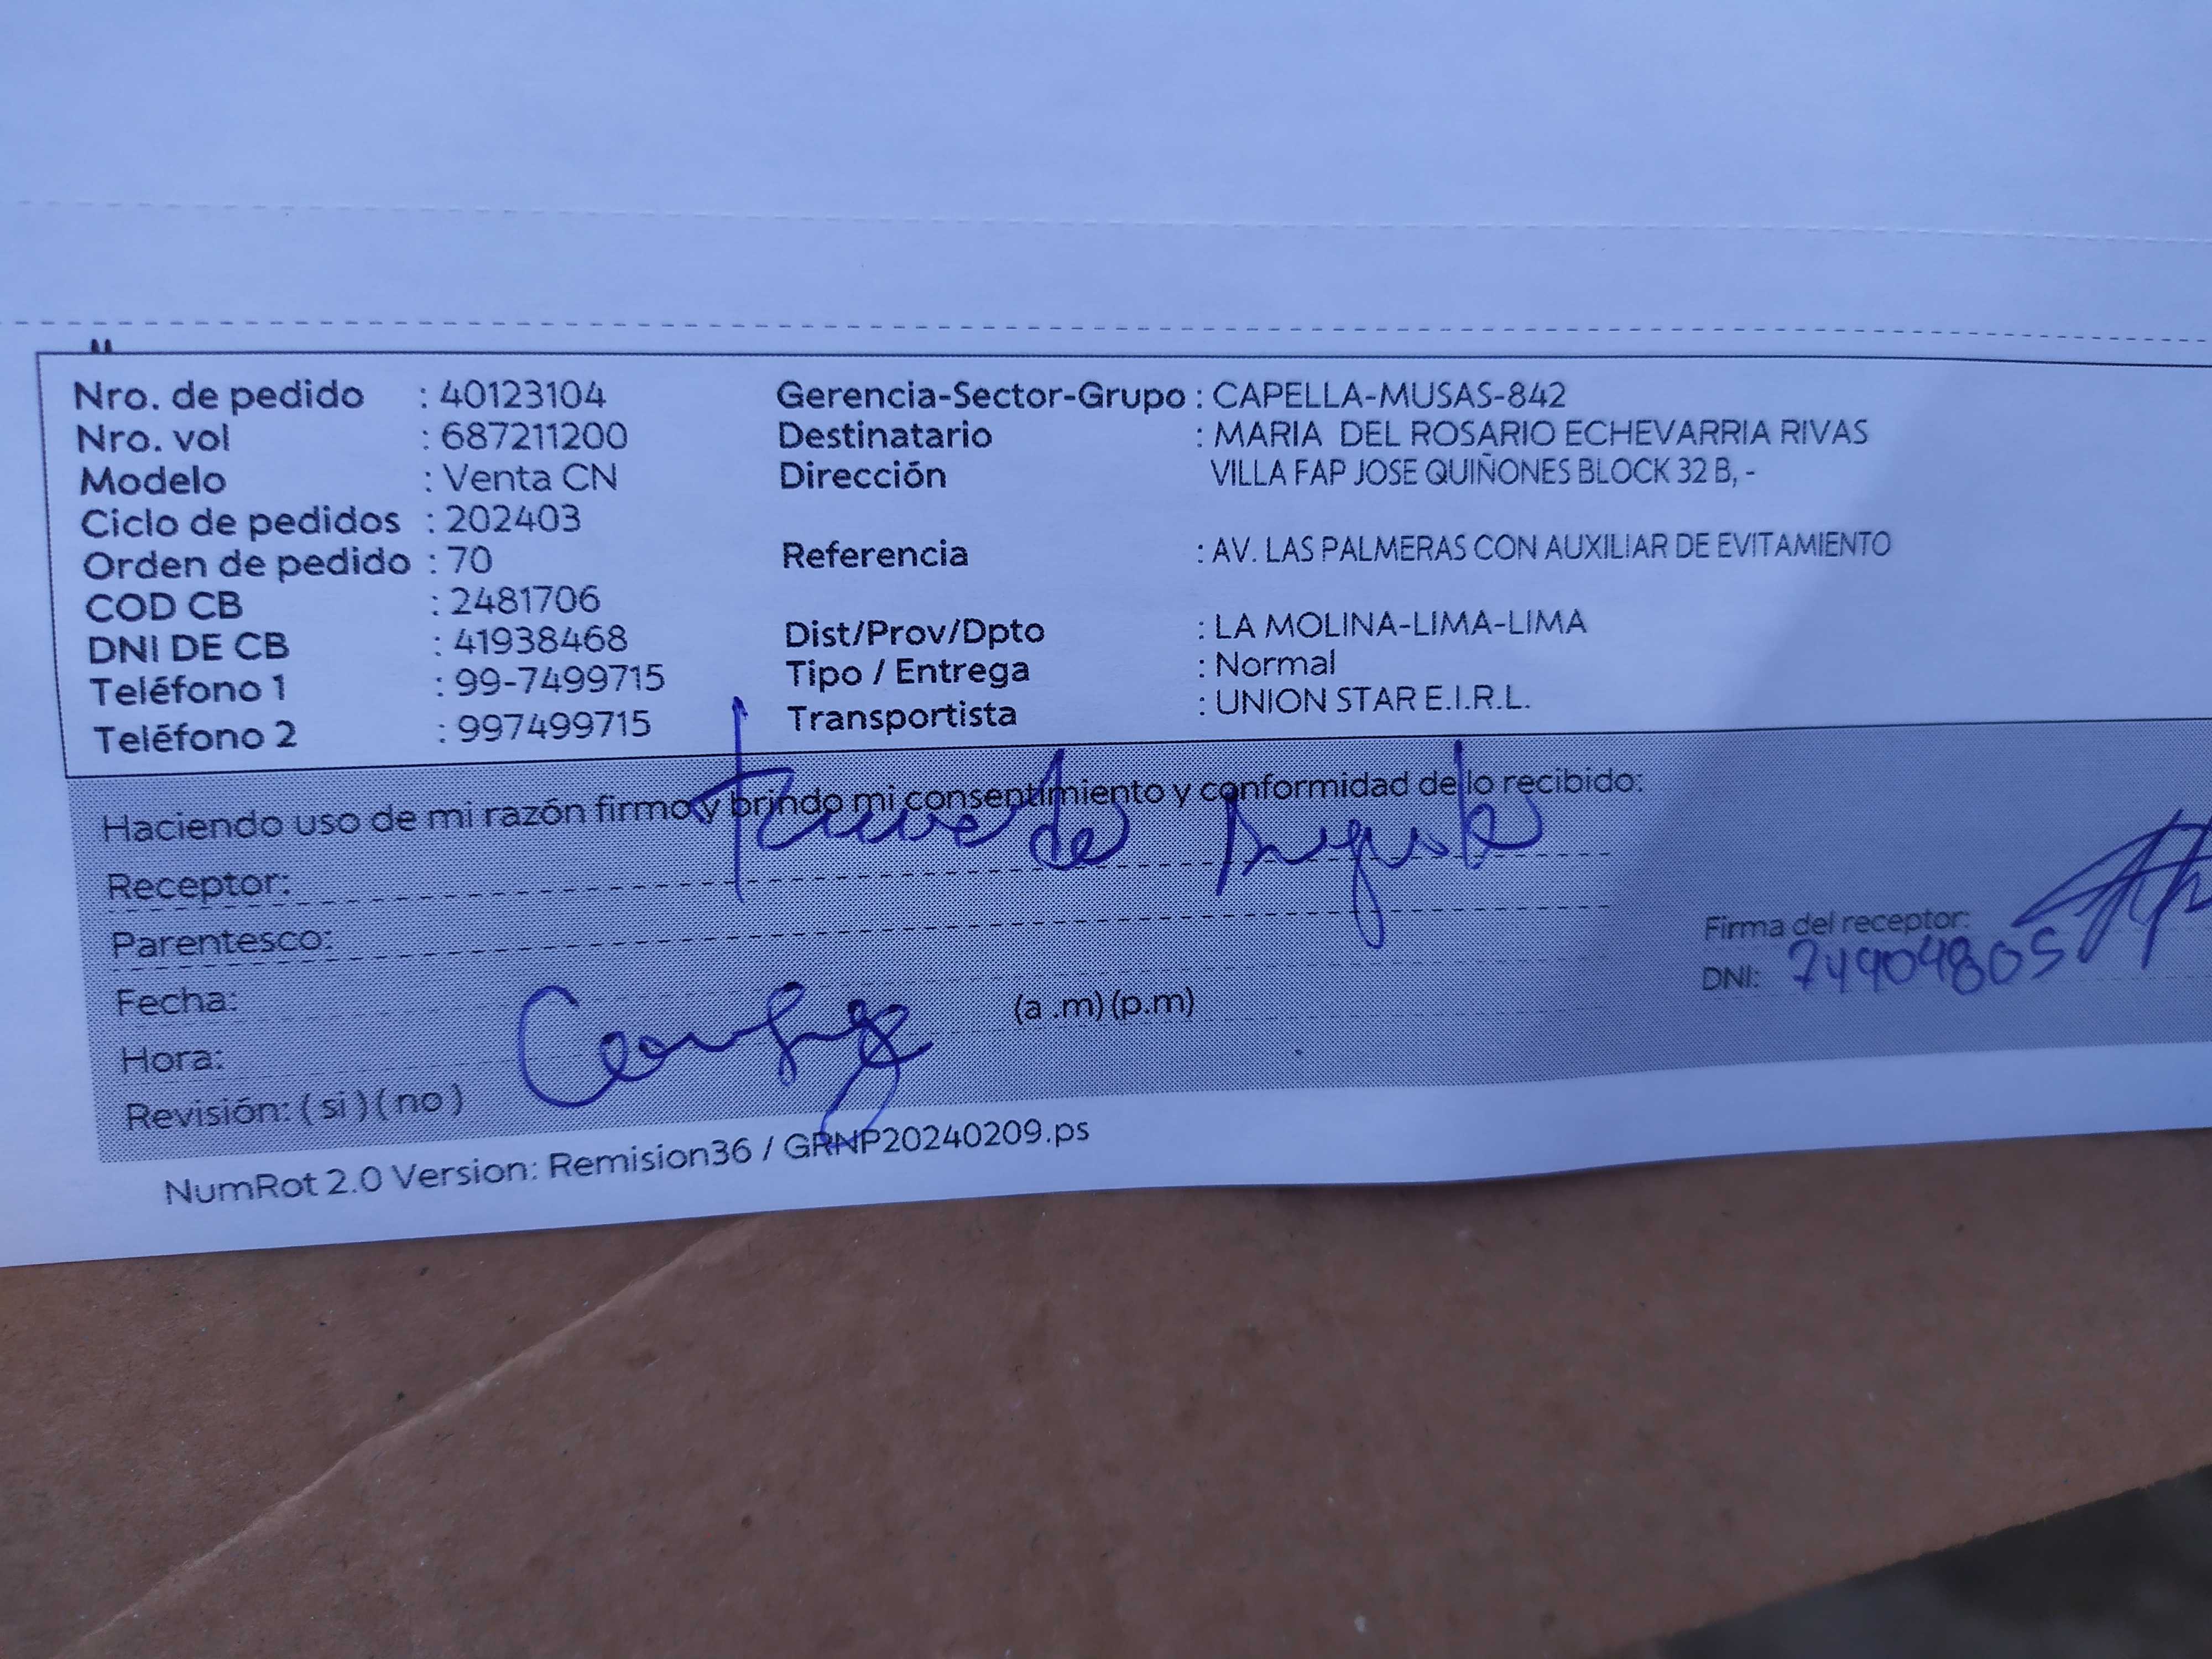 Nro. de pedido : 40123104
Nro. vol : 687211200
Modelo : Venta CN
Ciclo de pedidos : 202403
Orden de pedido : 70
COD CB : 2481706
DNI DE CB : 41938468
Teléfono 1 : 99-7499715
Teléfono 2 : 997499715
Gerencia-Sector-Grupo : CAPELLA-MUSAS-842
Destinatario : MARIA DEL ROSARIO ECHEVARRIA RIVAS
Dirección VILLA FAP JOSE QUIÑONES BLOCK 32 B, -
Referencia : AV. LAS PALMERAS CON AUXILIAR DE EVITAMIENTO
Dist/Prov/Dpto : LA MOLINA-LIMA-LIMA
Tipo / Entrega : Normal
Transportista : UNION STAR E.I.R.L.
Haciendo uso de mi razón firmo y brindo mi consentimiento y conformidad de lo recibido:
Receptor:
Parentesco:
Fecha:
Hora: (a .m) (p.m)
Revisión: ( si ) ( no )
Firma del receptor:
DNI: 74904805
NumRot 2.0 Version: Remision36 / GRNP20240209.ps